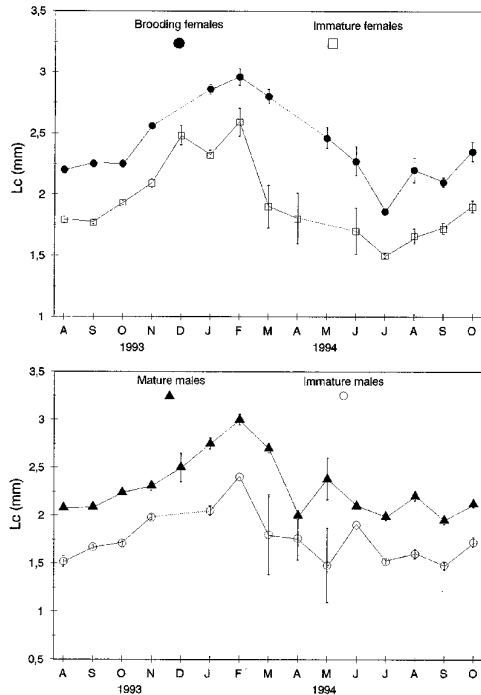 Brooding females Immature females
3,5
3
2,5
2
1,5
1
Lc (mm)
A S O N D J F M A M J J A S O
1993 1994
Mature males Immature males
3,5
3
2,5
2
1,5
1
0,5
Lc (mm)
A S O N D J F M A M J J A S O
1993 1994